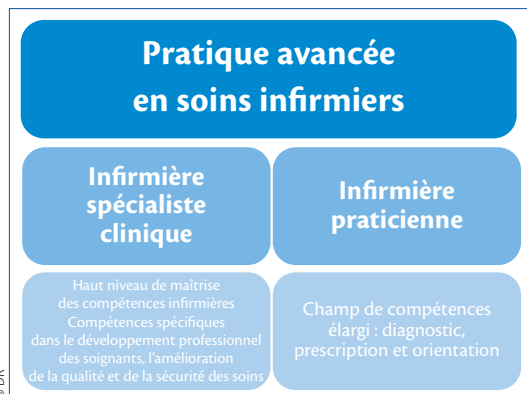 Pratique avancée
en soins infirmiers
Infirmière
spécialiste
clinique
Infirmière
praticienne
Haut niveau de maîtrise
des compétences infirmières
Compétences spécifiques
dans le développement professionnel
des soignants, l'amélioration
de la qualité et de la sécurité des soins
Champ de compétences
élargi : diagnostic,
prescription et orientation
© DR